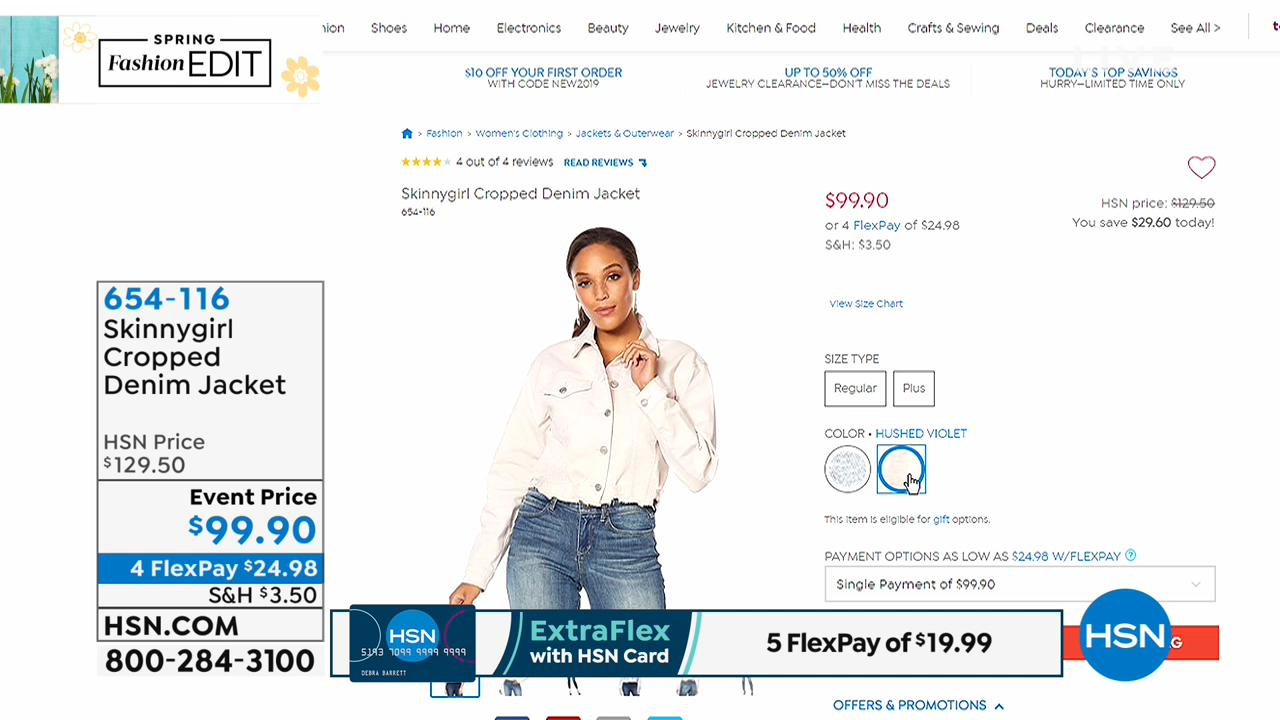 SPRING
Fashion EDIT
Shoes
Home
Electronics
Beauty
Jewelry
Kitchen & Food
Health
Crafts & Sewing
Deals
Clearance
See All >
LIVE
$10 OFF YOUR FIRST ORDER
WITH CODE NEW2019
UP TO 50% OFF
JEWELRY CLEARANCE—DON'T MISS THE DEALS
TODAY'S TOP SAVINGS
HURRY—LIMITED TIME ONLY
> Fashion > Women's Clothing > Jackets & Outerwear > Skinnygirl Cropped Denim Jacket
4 out of 4 reviews READ REVIEWS
Skinnygirl Cropped Denim Jacket
654-116
$99.90
or 4 FlexPay of $24.98
S&H: $3.50
HSN price: $129.50
You save $29.60 today!
View Size Chart
SIZE TYPE
Regular
Plus
COLOR • HUSHED VIOLET
This item is eligible for gift options.
PAYMENT OPTIONS AS LOW AS $24.98 W/FLEXPAY ?
Single Payment of $99.90
OFFERS & PROMOTIONS
654-116
Skinnygirl
Cropped
Denim Jacket
HSN Price
$129.50
Event Price
$99.90
4 FlexPay $24.98
S&H $3.50
HSN.COM
800-284-3100
HSN
5193 7099 9999 9999
DEBRA BARRETT
ExtraFlex
with HSN Card
5 FlexPay of $19.99
HSN